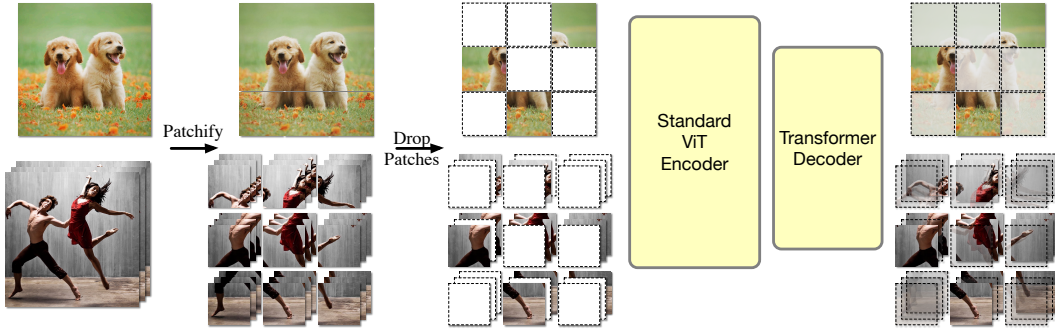 Patchify
Drop
Patches
Standard
ViT
Encoder
Transformer
Decoder